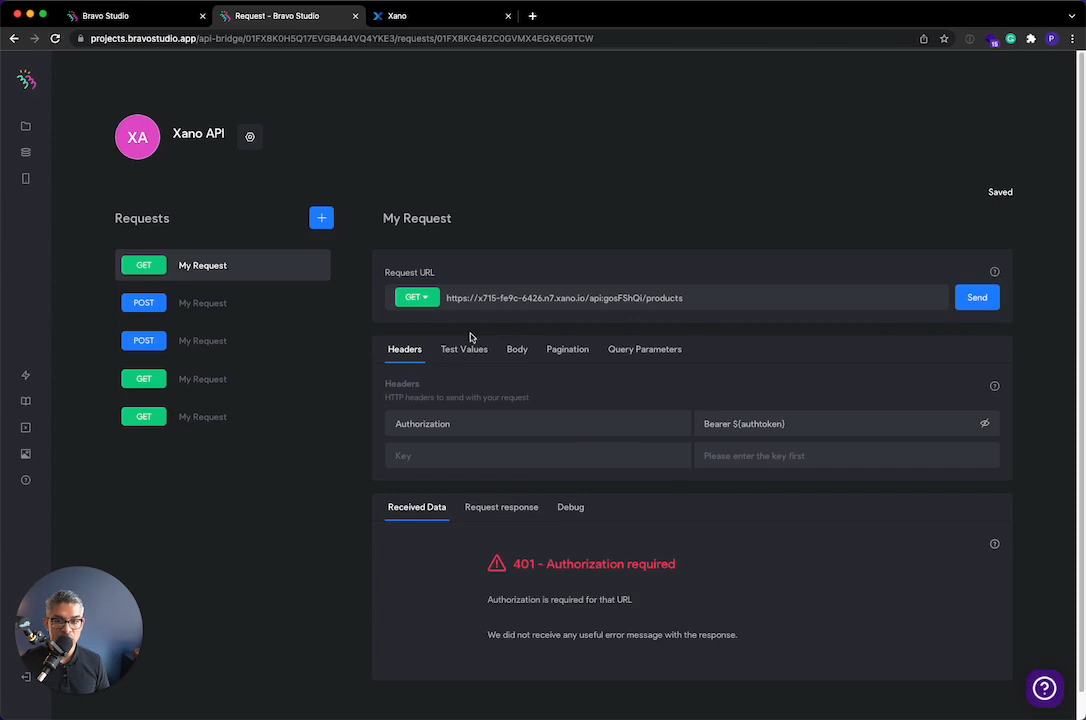 Bravo Studio
Request - Bravo Studio
Xano
projects.bravostudio.app/api-bridge/01FX8K0H5Q17EVGB444VQ4YKE3/requests/01FX8KG462C0GVMX4EGX6G9TCW
15
P
XA
Xano API
Saved
Requests
My Request
GET My Request
POST My Request
POST My Request
GET My Request
GET My Request
Request URL
GET https://x715-fe9c-6426.n7.xano.io/api:gosFShQi/products
Send
Headers Test Values Body Pagination Query Parameters
Headers
HTTP headers to send with your request
Authorization Bearer ${authtoken}
Key Please enter the key first
Received Data Request response Debug
401 - Authorization required
Authorization is required for that URL
We did not receive any useful error message with the response.